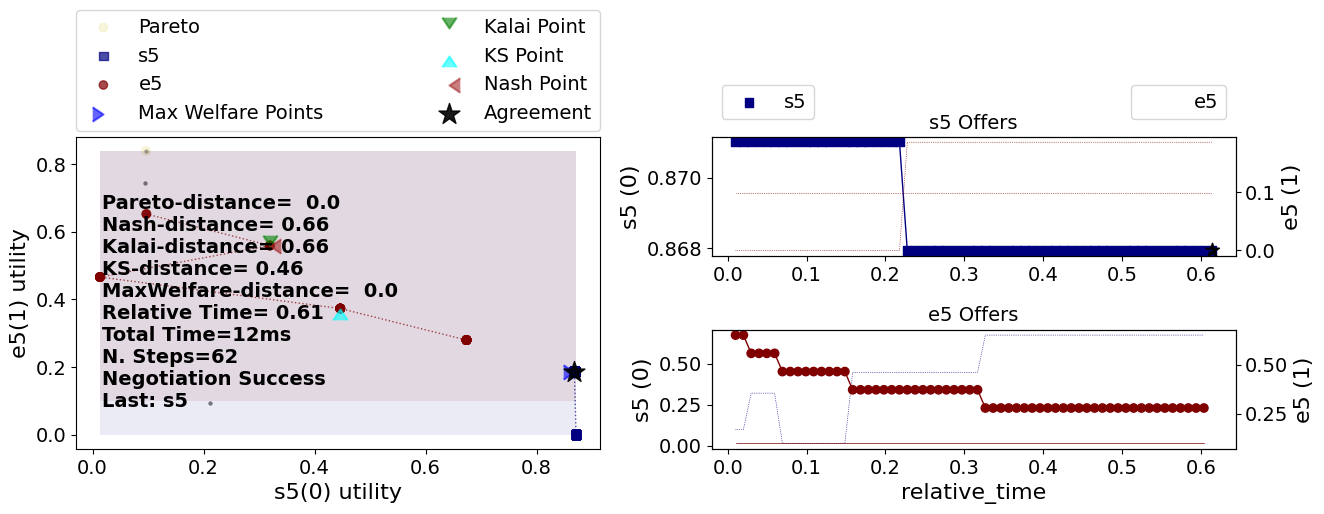 Pareto
s5
e5
Max Welfare Points
Kalai Point
KS Point
Nash Point
Agreement
0.8
0.6
0.4
0.2
0.0
e5(1) utility
Pareto-distance=  0.0
Nash-distance= 0.66
Kalai-distance= 0.66
KS-distance= 0.46
MaxWelfare-distance=  0.0
Relative Time= 0.61
Total Time=12ms
N. Steps=62
Negotiation Success
Last: s5
0.0 0.2 0.4 0.6 0.8
s5(0) utility
s5
e5
s5 Offers
s5 (0)
0.870
0.868
0.1
0.0
e5 (1)
0.0 0.1 0.2 0.3 0.4 0.5 0.6
e5 Offers
s5 (0)
0.50
0.25
0.00
0.50
0.25
e5 (1)
0.0 0.1 0.2 0.3 0.4 0.5 0.6
relative_time